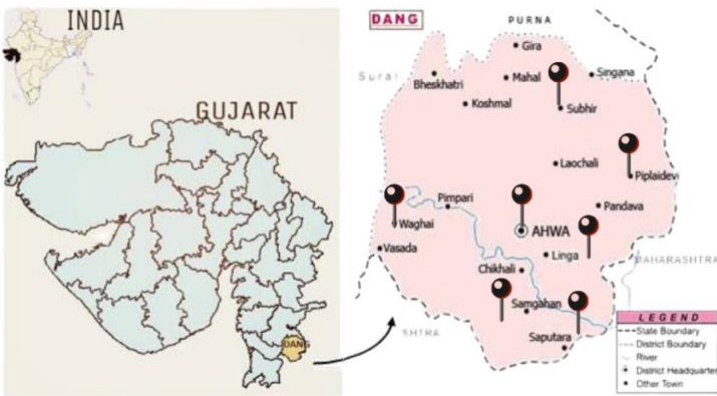 INDIA
GUJARAT
DANG
DANG
PURNA
Gira
Surat
Bheskhatri
Mahal
Singana
Koshmal
Subhir
Laochali
Piplaidevi
Pimpari
Pandava
Waghai
AHWA
Vasada
Linga
MAHARASHTRA
Chikhali
Samgahan
SHTRA
Saputara
LEGEND
State Boundary
District Boundary
River
District Headquarter
Other Town